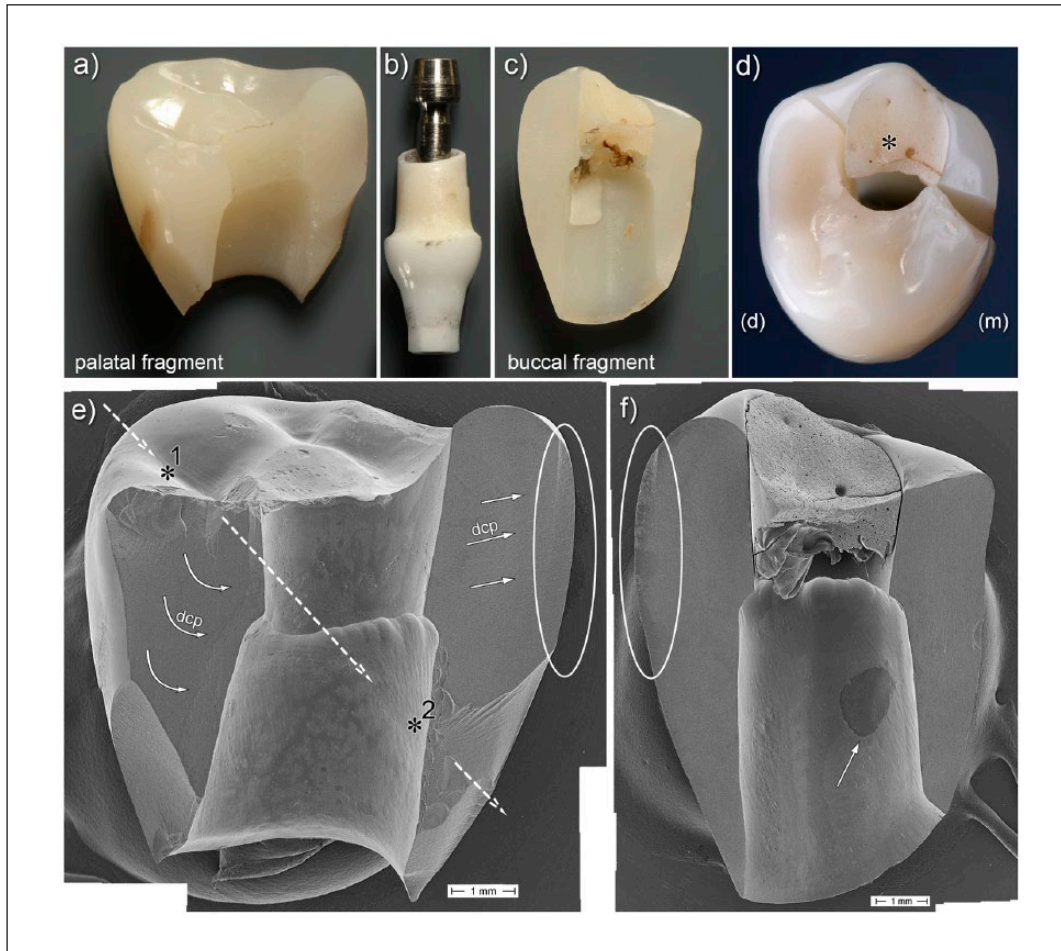 a)
palatal fragment
b)
c)
buccal fragment
d)
*
(d)
(m)
e)
*1
dcp
dcp
*2
1 mm
f)
1 mm